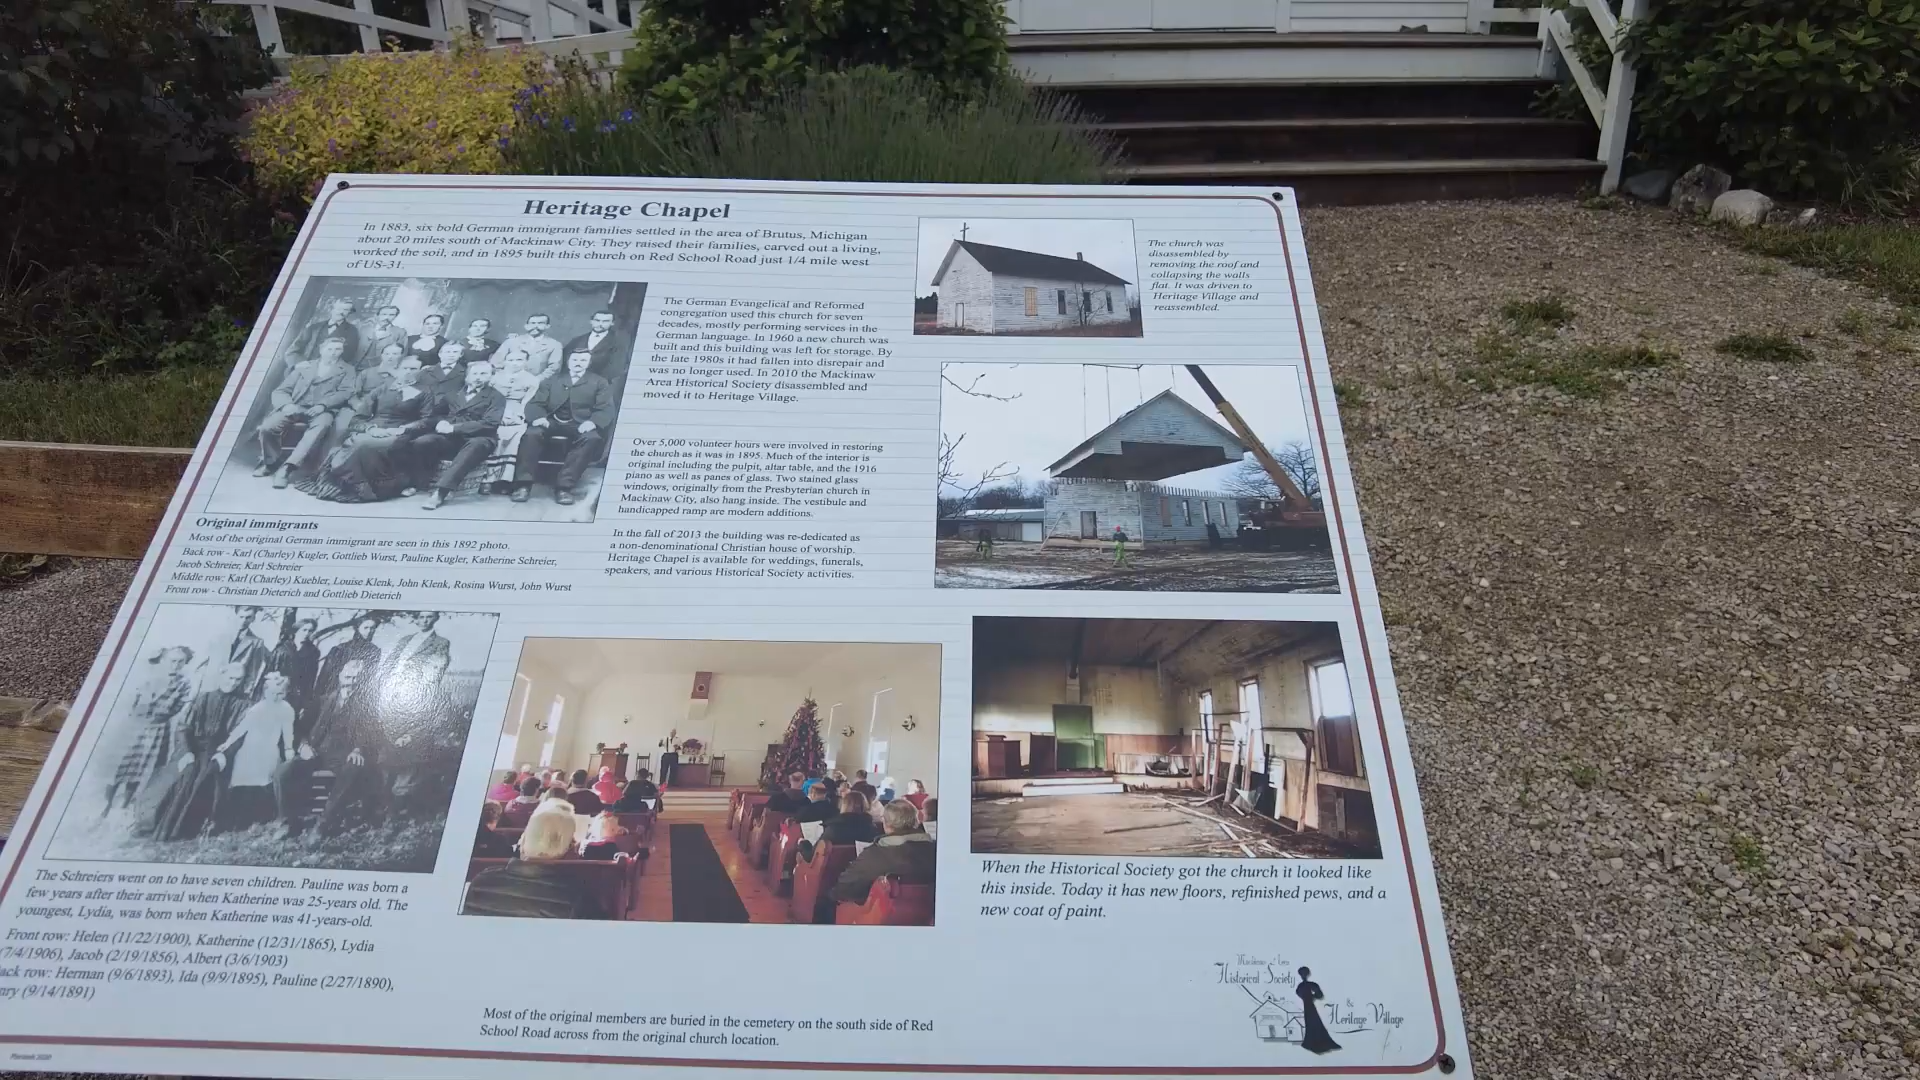 Heritage Chapel
In 1883, six bold German immigrant families settled in the area of Brutus, Michigan
about 20 miles south of Mackinaw City. They raised their families, carved out a living,
worked the soil, and in 1895 built this church on Red School Road just 1/4 mile west
of US-31.
The German Evangelical and Reformed
congregation used this church for seven
decades, mostly performing services in the
German language. In 1960 a new church was
built and this building was left for storage. By
the late 1980s it had fallen into disrepair and
was no longer used. In 2010 the Mackinaw
Area Historical Society disassembled and
moved it to Heritage Village.
Over 5,000 volunteer hours were involved in restoring
the church as it was in 1895. Much of the interior is
original including the pulpit, altar table, and the 1916
piano as well as panes of glass. Two stained glass
windows, originally from the Presbyterian church in
Mackinaw City, also hang inside. The vestibule and
handicapped ramp are modern additions.
In the fall of 2013 the building was re-dedicated as
a non-denominational Christian house of worship.
Heritage Chapel is available for weddings, funerals,
speakers, and various Historical Society activities.
The church was
disassembled by
removing the roof and
collapsing the walls
flat. It was driven to
Heritage Village and
reassembled.
Original immigrants
Most of the original German immigrant are seen in this 1892 photo.
Back row - Karl (Charley) Kugler, Gottlieb Wurst, Pauline Kugler, Katherine Schreier,
Jacob Schreier, Karl Schreier
Middle row: Karl (Charley) Kuehler, Louise Klenk, John Klenk, Rosina Wurst, John Wurst
Front row - Christian Dieterich and Gottlieb Dieterich
The Schreiers went on to have seven children. Pauline was born a
few years after their arrival when Katherine was 25-years old. The
youngest, Lydia, was born when Katherine was 41-years-old.
Front row: Helen (11/22/1900), Katherine (12/31/1865), Lydia
(7/4/1906), Jacob (2/19/1856), Albert (3/6/1903)
row: Herman (9/6/1893), Ida (9/9/1895), Pauline (2/27/1890),
(9/14/1891)
When the Historical Society got the church it looked like
this inside. Today it has new floors, refinished pews, and a
new coat of paint.
Most of the original members are buried in the cemetery on the south side of Red
School Road across from the original church location.
Historical Society
& Heritage Village